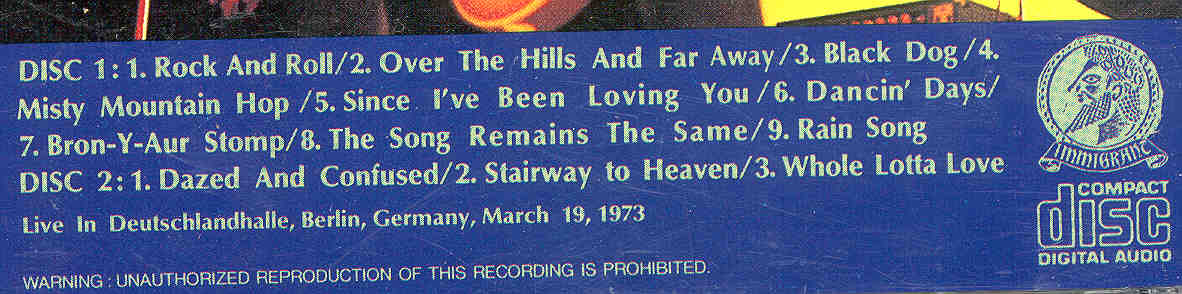 DISC 1: 1. Rock And Roll/2. Over The Hills And Far Away/3. Black Dog/4.
Misty Mountain Hop /5. Since I've Been Loving You/6. Dancin' Days/
7. Bron-Y-Aur Stomp/8. The Song Remains The Same/9. Rain Song
DISC 2: 1. Dazed And Confused/2. Stairway to Heaven/3. Whole Lotta Love
Live In Deutschlandhalle, Berlin, Germany, March 19, 1973
WARNING : UNAUTHORIZED REPRODUCTION OF THIS RECORDING IS PROHIBITED.
IMMIGRANT
COMPACT
disc
DIGITAL AUDIO